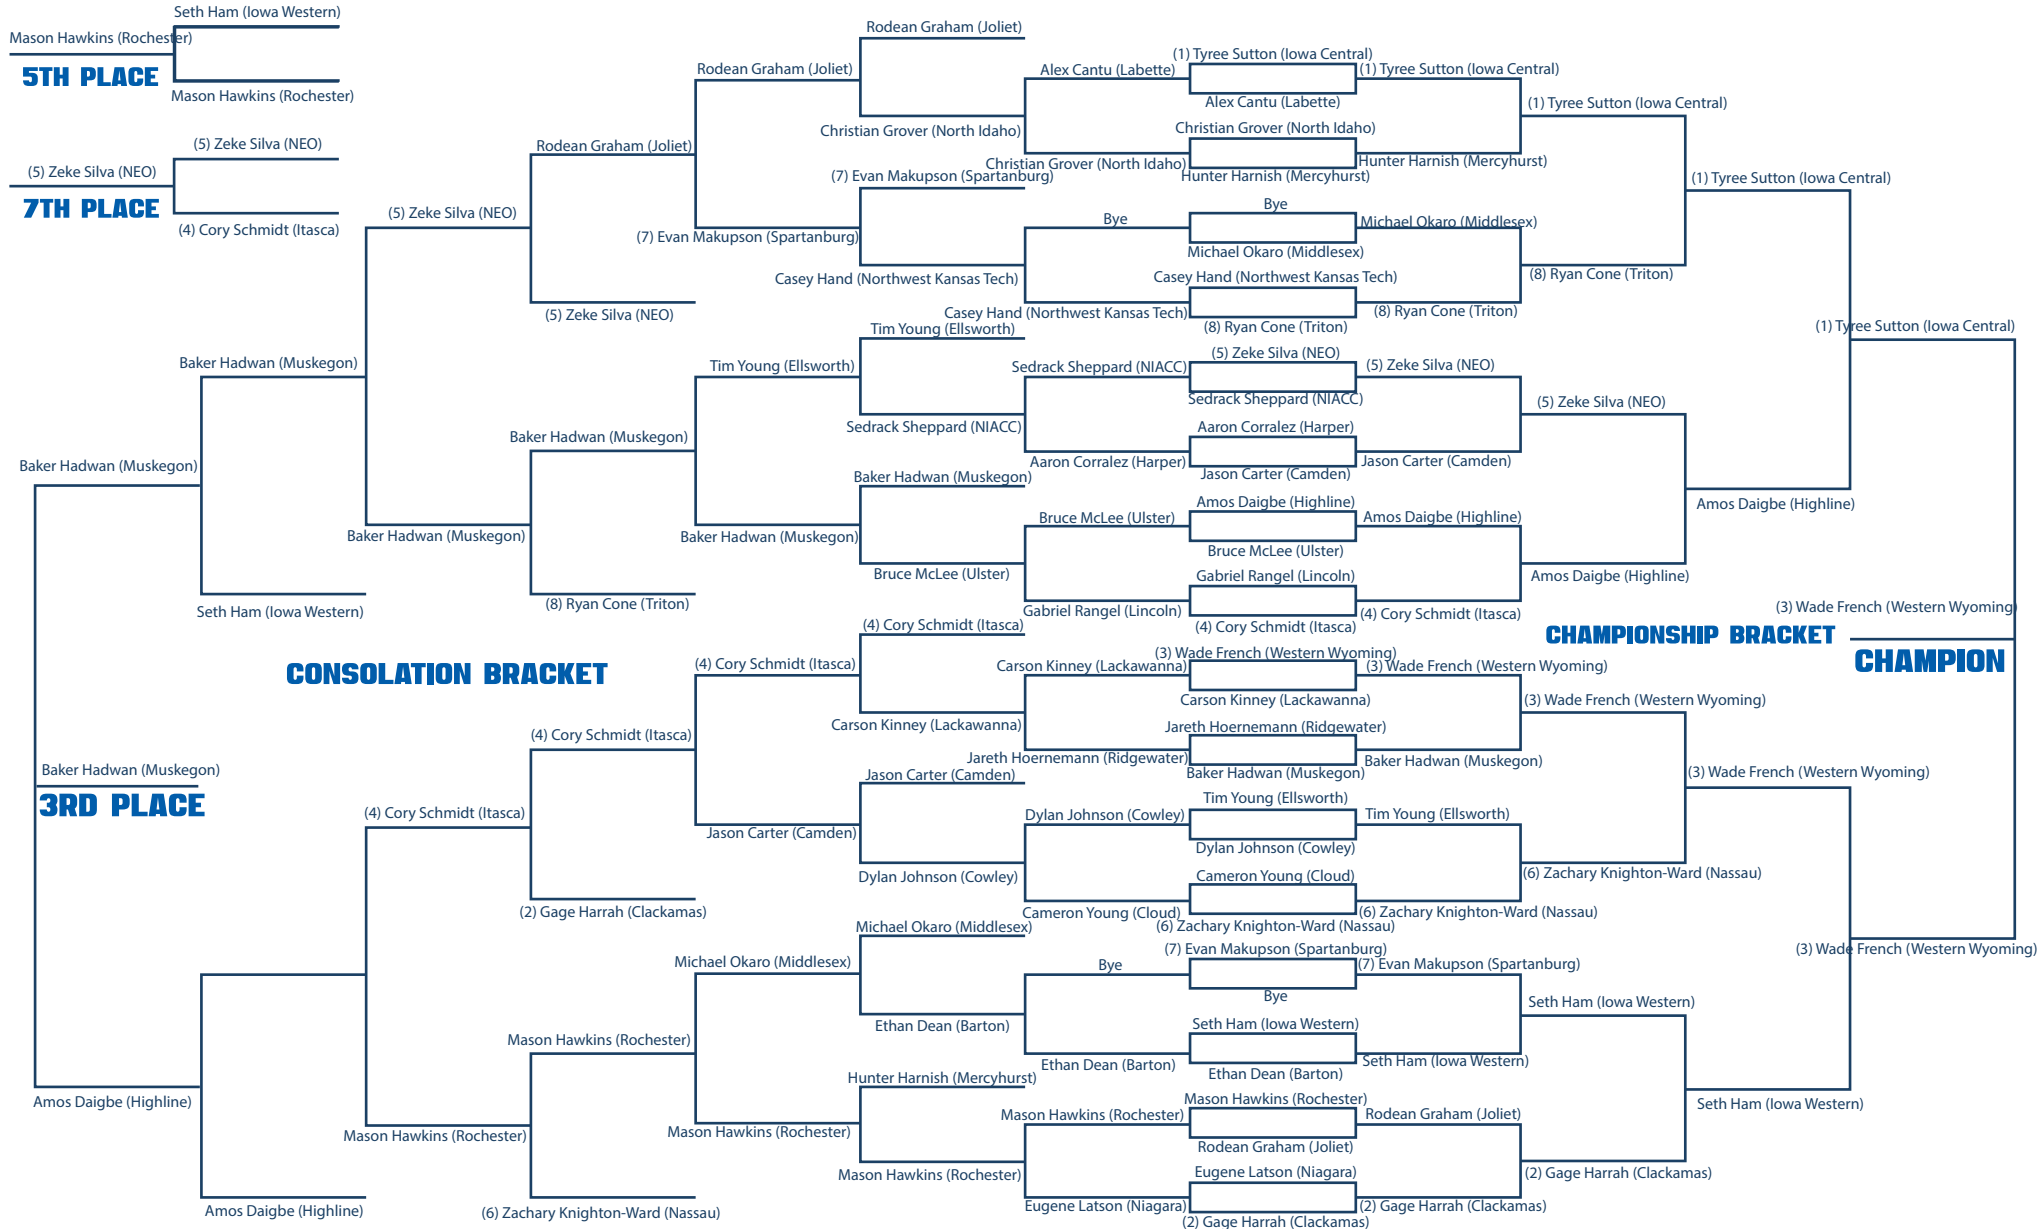 Seth Ham (Iowa Western)
Mason Hawkins (Rochester)
5TH PLACE
Mason Hawkins (Rochester)
(5) Zeke Silva (NEO)
(5) Zeke Silva (NEO)
7TH PLACE
(4) Cory Schmidt (Itasca)
Baker Hadwan (Muskegon)
Baker Hadwan (Muskegon)
3RD PLACE
Amos Daigbe (Highline)
Baker Hadwan (Muskegon)
Seth Ham (Iowa Western)
CONSOLATION BRACKET
Amos Daigbe (Highline)
(5) Zeke Silva (NEO)
Baker Hadwan (Muskegon)
(4) Cory Schmidt (Itasca)
Mason Hawkins (Rochester)
Rodean Graham (Joliet)
(5) Zeke Silva (NEO)
Baker Hadwan (Muskegon)
(8) Ryan Cone (Triton)
(4) Cory Schmidt (Itasca)
(2) Gage Harrah (Clackamas)
Mason Hawkins (Rochester)
(6) Zachary Knighton-Ward (Nassau)
Rodean Graham (Joliet)
(7) Evan Makupson (Spartanburg)
Tim Young (Ellsworth)
Baker Hadwan (Muskegon)
(4) Cory Schmidt (Itasca)
Jason Carter (Camden)
Michael Okaro (Middlesex)
Mason Hawkins (Rochester)
Rodean Graham (Joliet)
Christian Grover (North Idaho)
(7) Evan Makupson (Spartanburg)
Casey Hand (Northwest Kansas Tech)
Tim Young (Ellsworth)
Sedrack Sheppard (NIACC)
Baker Hadwan (Muskegon)
Bruce McLee (Ulster)
(4) Cory Schmidt (Itasca)
Carson Kinney (Lackawanna)
Jason Carter (Camden)
Dylan Johnson (Cowley)
Michael Okaro (Middlesex)
Ethan Dean (Barton)
Hunter Harnish (Mercyhurst)
Mason Hawkins (Rochester)
Alex Cantu (Labette)
Christian Grover (North Idaho)
Bye
Casey Hand (Northwest Kansas Tech)
Sedrack Sheppard (NIACC)
Aaron Corralez (Harper)
Bruce McLee (Ulster)
Gabriel Rangel (Lincoln)
Carson Kinney (Lackawanna)
Jareth Hoernemann (Ridgewater)
Dylan Johnson (Cowley)
Cameron Young (Cloud)
Bye
Ethan Dean (Barton)
Mason Hawkins (Rochester)
Eugene Latson (Niagara)
(1) Tyree Sutton (Iowa Central)
Alex Cantu (Labette)
Christian Grover (North Idaho)
Hunter Harnish (Mercyhurst)
Bye
Michael Okaro (Middlesex)
Casey Hand (Northwest Kansas Tech)
(8) Ryan Cone (Triton)
(5) Zeke Silva (NEO)
Sedrack Sheppard (NIACC)
Aaron Corralez (Harper)
Jason Carter (Camden)
Amos Daigbe (Highline)
Bruce McLee (Ulster)
Gabriel Rangel (Lincoln)
(4) Cory Schmidt (Itasca)
(3) Wade French (Western Wyoming)
Carson Kinney (Lackawanna)
Jareth Hoernemann (Ridgewater)
Baker Hadwan (Muskegon)
Tim Young (Ellsworth)
Dylan Johnson (Cowley)
Cameron Young (Cloud)
(6) Zachary Knighton-Ward (Nassau)
(7) Evan Makupson (Spartanburg)
Bye
Seth Ham (Iowa Western)
Ethan Dean (Barton)
Mason Hawkins (Rochester)
Rodean Graham (Joliet)
Eugene Latson (Niagara)
(2) Gage Harrah (Clackamas)
(1) Tyree Sutton (Iowa Central)
Hunter Harnish (Mercyhurst)
Michael Okaro (Middlesex)
(8) Ryan Cone (Triton)
(5) Zeke Silva (NEO)
Jason Carter (Camden)
Amos Daigbe (Highline)
(4) Cory Schmidt (Itasca)
(3) Wade French (Western Wyoming)
Baker Hadwan (Muskegon)
Tim Young (Ellsworth)
(6) Zachary Knighton-Ward (Nassau)
(7) Evan Makupson (Spartanburg)
Seth Ham (Iowa Western)
Rodean Graham (Joliet)
(2) Gage Harrah (Clackamas)
(1) Tyree Sutton (Iowa Central)
(8) Ryan Cone (Triton)
(5) Zeke Silva (NEO)
Amos Daigbe (Highline)
(3) Wade French (Western Wyoming)
(6) Zachary Knighton-Ward (Nassau)
Seth Ham (Iowa Western)
(2) Gage Harrah (Clackamas)
(1) Tyree Sutton (Iowa Central)
Amos Daigbe (Highline)
(3) Wade French (Western Wyoming)
Seth Ham (Iowa Western)
(1) Tyree Sutton (Iowa Central)
(3) Wade French (Western Wyoming)
CHAMPIONSHIP BRACKET
CHAMPION
(3) Wade French (Western Wyoming)